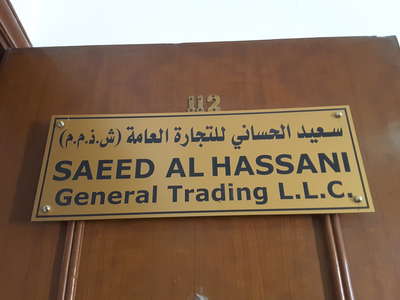 112
سعيد الحساني للتجارة العامة (ش.ذ.م.م)
SAEED AL HASSANI
General Trading L.L.C.